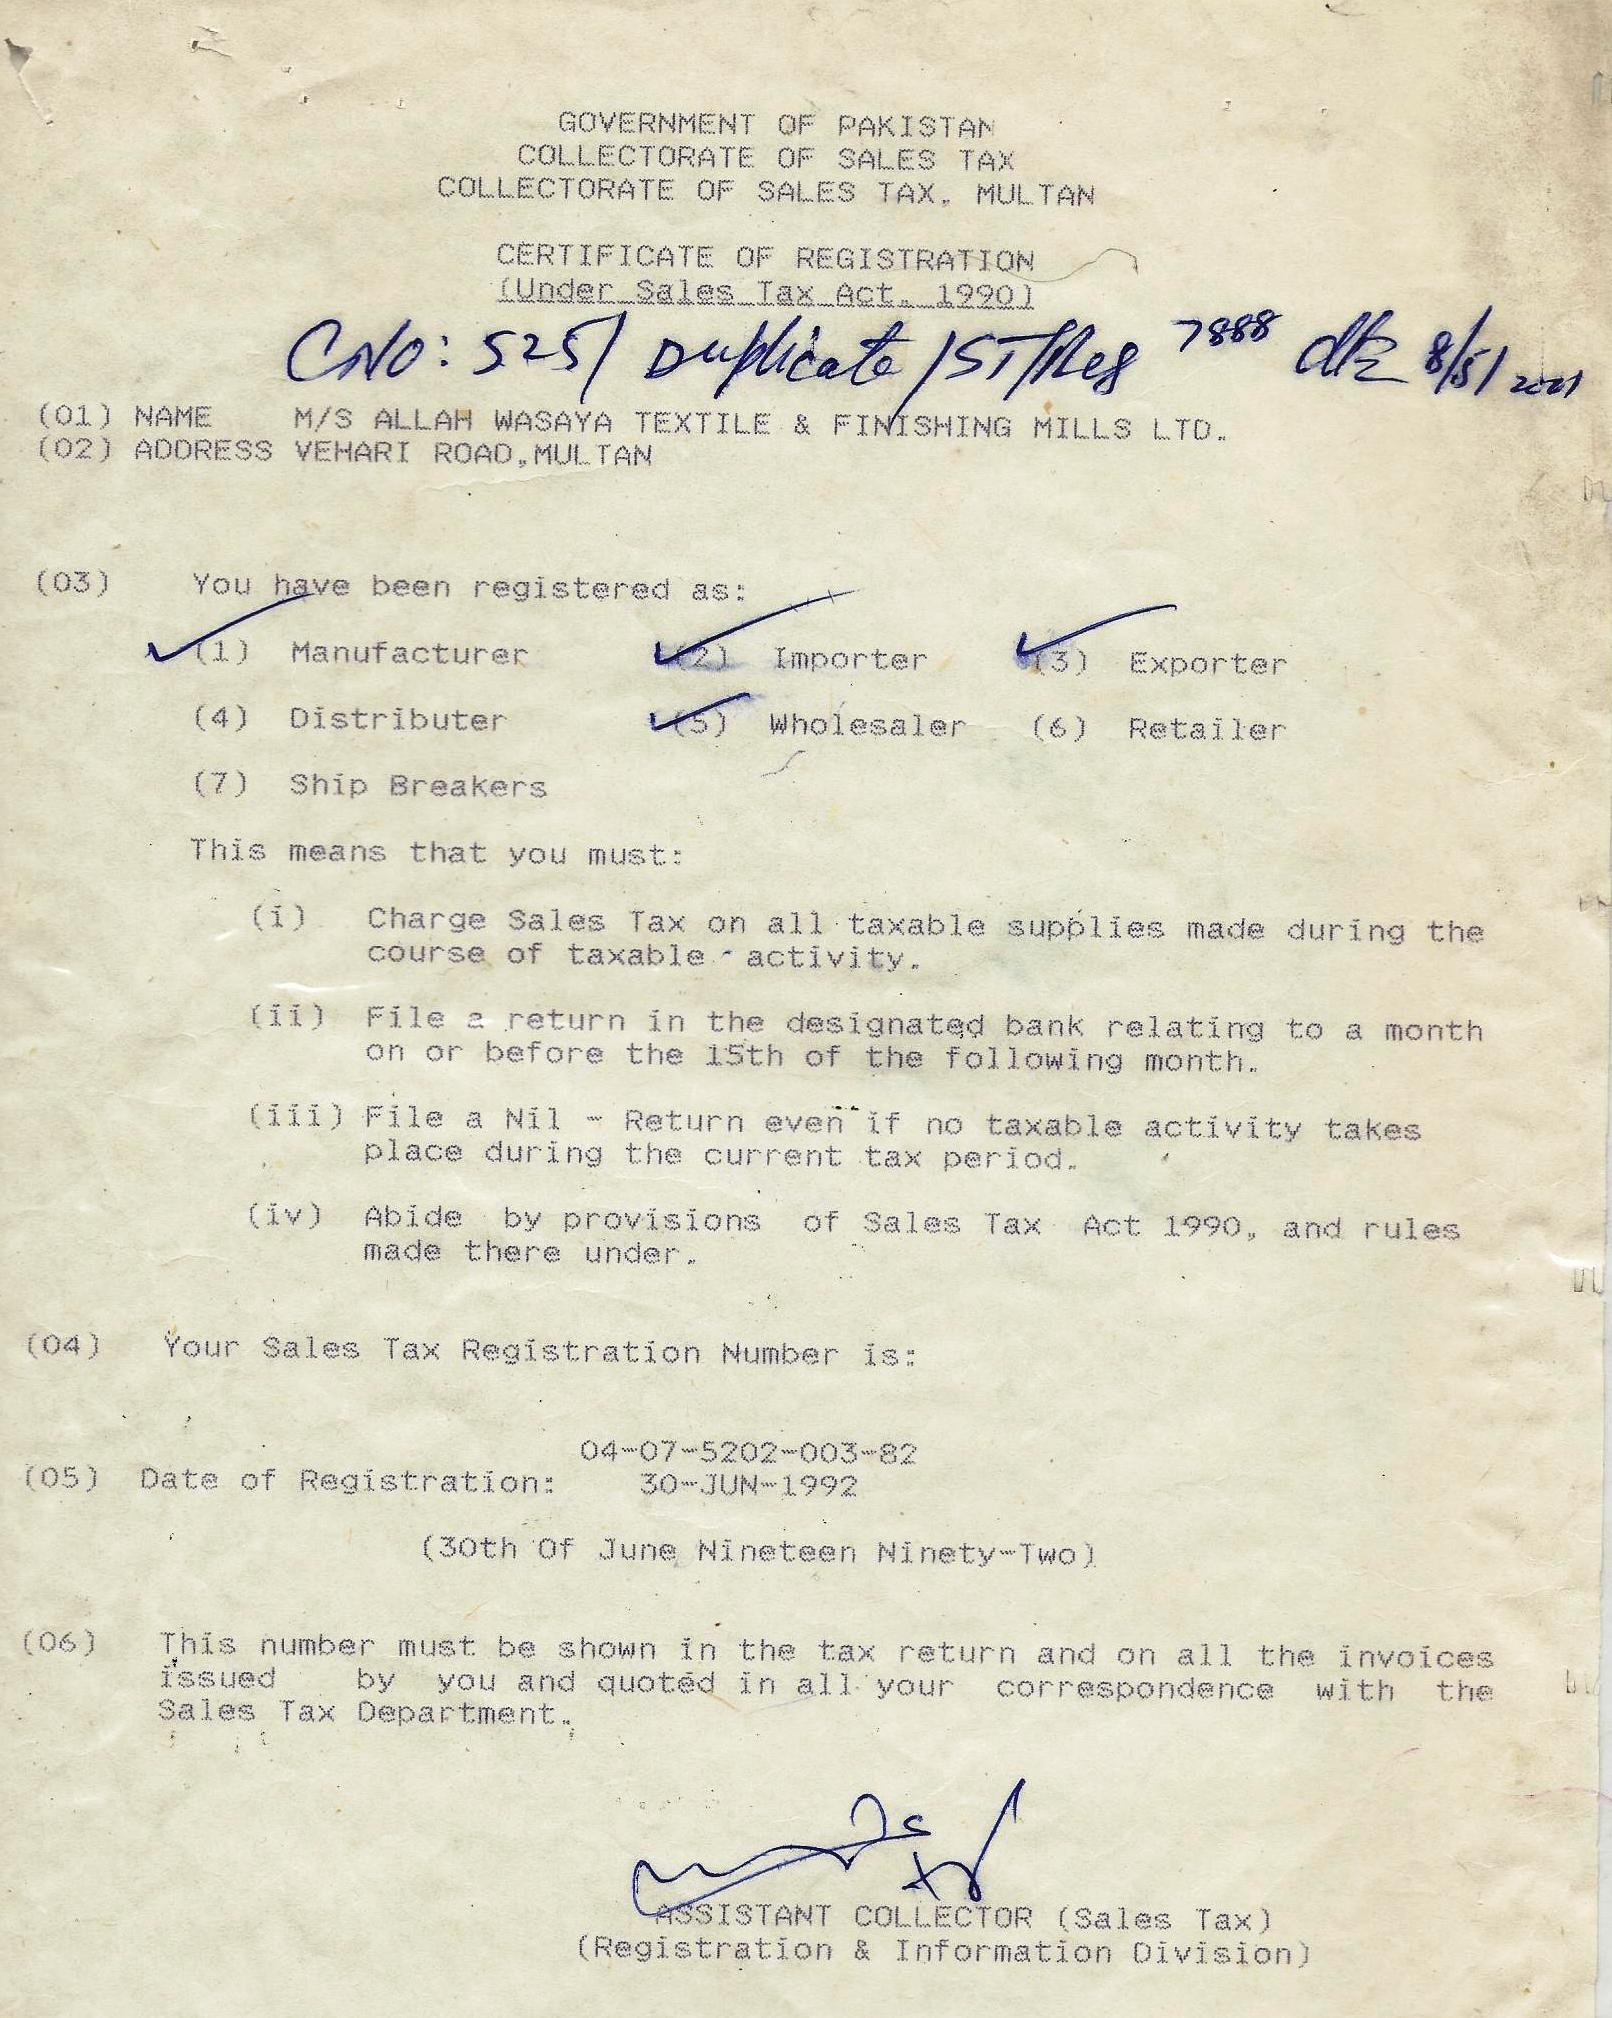 GOVERNMENT OF PAKISTAN
COLLECTORATE OF SALES TAX
COLLECTORATE OF SALES TAX, MULTAN
CERTIFICATE OF REGISTRATION
(Under Sales Tax Act, 1990)
C.NO: 525/ Duplicate /ST/Reg 7888 dt: 8/5/2001
(01) NAME M/S ALLAH WASAYA TEXTILE & FINISHING MILLS LTD.
(02) ADDRESS VEHARI ROAD,MULTAN
(03) You have been registered as:
(1) Manufacturer (2) Importer (3) Exporter
(4) Distributer (5) Wholesaler (6) Retailer
(7) Ship Breakers
This means that you must:
(i) Charge Sales Tax on all taxable supplies made during the
course of taxable activity.
(ii) File a return in the designated bank relating to a month
on or before the 15th of the following month.
(iii) File a Nil - Return even if no taxable activity takes
place during the current tax period.
(iv) Abide by provisions of Sales Tax Act 1990, and rules
made there under.
(04) Your Sales Tax Registration Number is:
04-07-5202-003-82
(05) Date of Registration: 30-JUN-1992
(30th Of June Nineteen Ninety-Two)
(06) This number must be shown in the tax return and on all the invoices
issued by you and quoted in all your correspondence with the
Sales Tax Department.
ASSISTANT COLLECTOR (Sales Tax)
(Registration & Information Division)